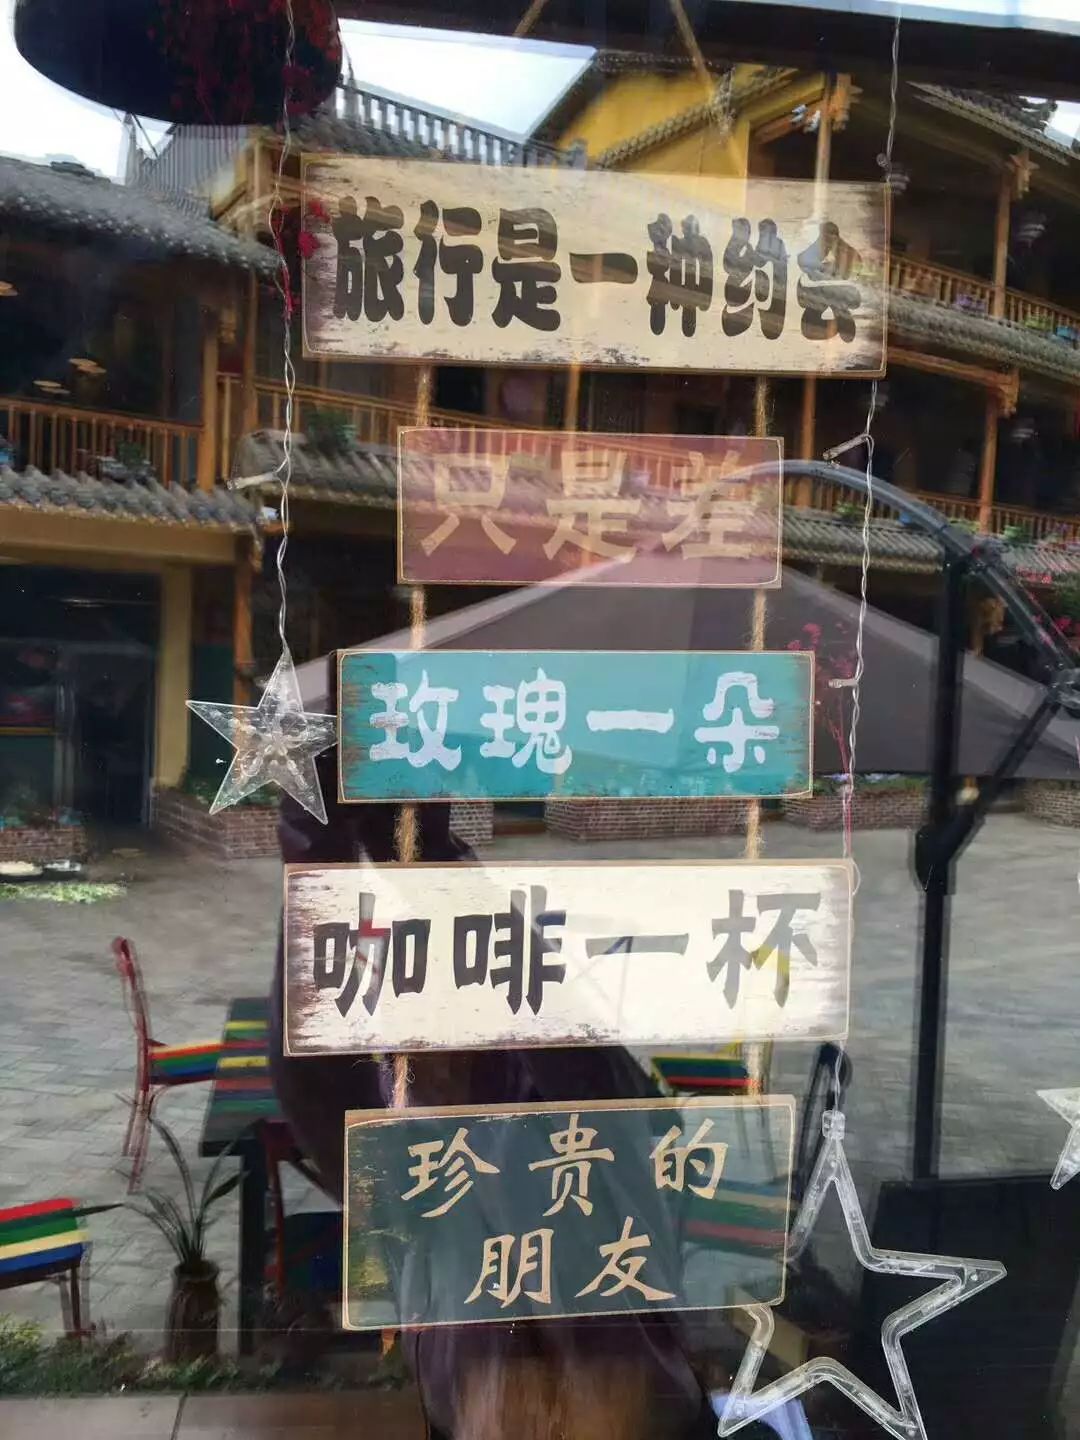 旅行是一种约会
只是差
玫瑰一朵
咖啡一杯
珍贵的
朋友